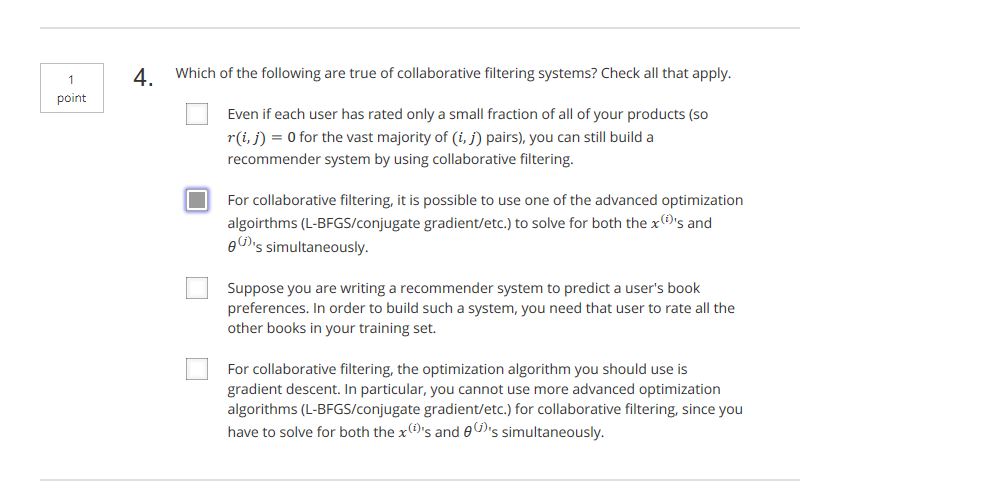 1
point
4. Which of the following are true of collaborative filtering systems? Check all that apply.
Even if each user has rated only a small fraction of all of your products (so
r(i, j) = 0 for the vast majority of (i, j) pairs), you can still build a
recommender system by using collaborative filtering.
For collaborative filtering, it is possible to use one of the advanced optimization
algoirthms (L-BFGS/conjugate gradient/etc.) to solve for both the x^(i)'s and
θ^(j)'s simultaneously.
Suppose you are writing a recommender system to predict a user's book
preferences. In order to build such a system, you need that user to rate all the
other books in your training set.
For collaborative filtering, the optimization algorithm you should use is
gradient descent. In particular, you cannot use more advanced optimization
algorithms (L-BFGS/conjugate gradient/etc.) for collaborative filtering, since you
have to solve for both the x^(i)'s and θ^(j)'s simultaneously.